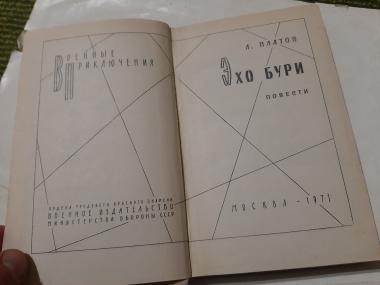 Военные
Приключения
ОРДЕНА ТРУДОВОГО КРАСНОГО ЗНАМЕНИ
ВОЕННОЕ ИЗДАТЕЛЬСТВО
МИНИСТЕРСТВА ОБОРОНЫ СССР
Л. ПЛАТОВ
ЭХО БУРИ
ПОВЕСТИ
МОСКВА — 1971